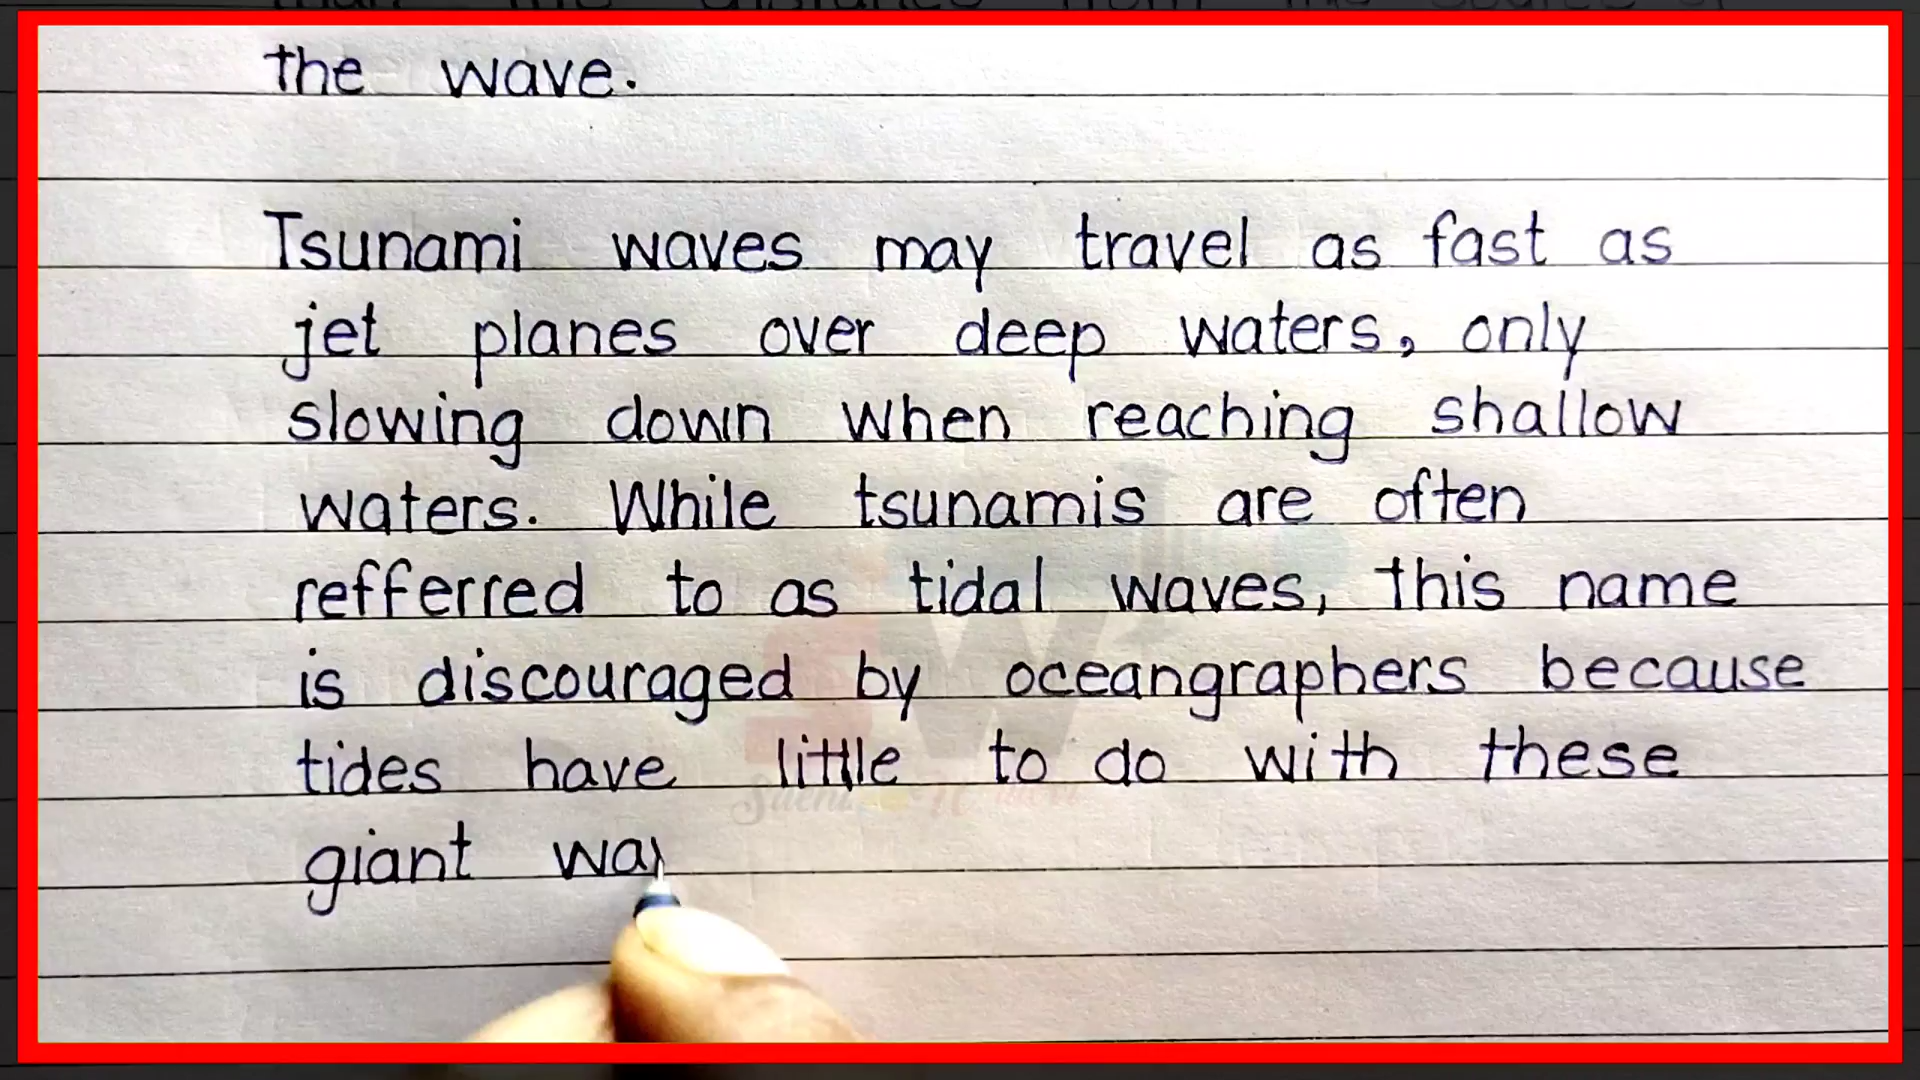 the wave.
Tsunami waves may travel as fast as
jet planes over deep waters, only
slowing down when reaching shallow
waters. While tsunamis are often
refferred to as tidal waves, this name
is discouraged by oceangraphers because
tides have little to do with these
giant wav